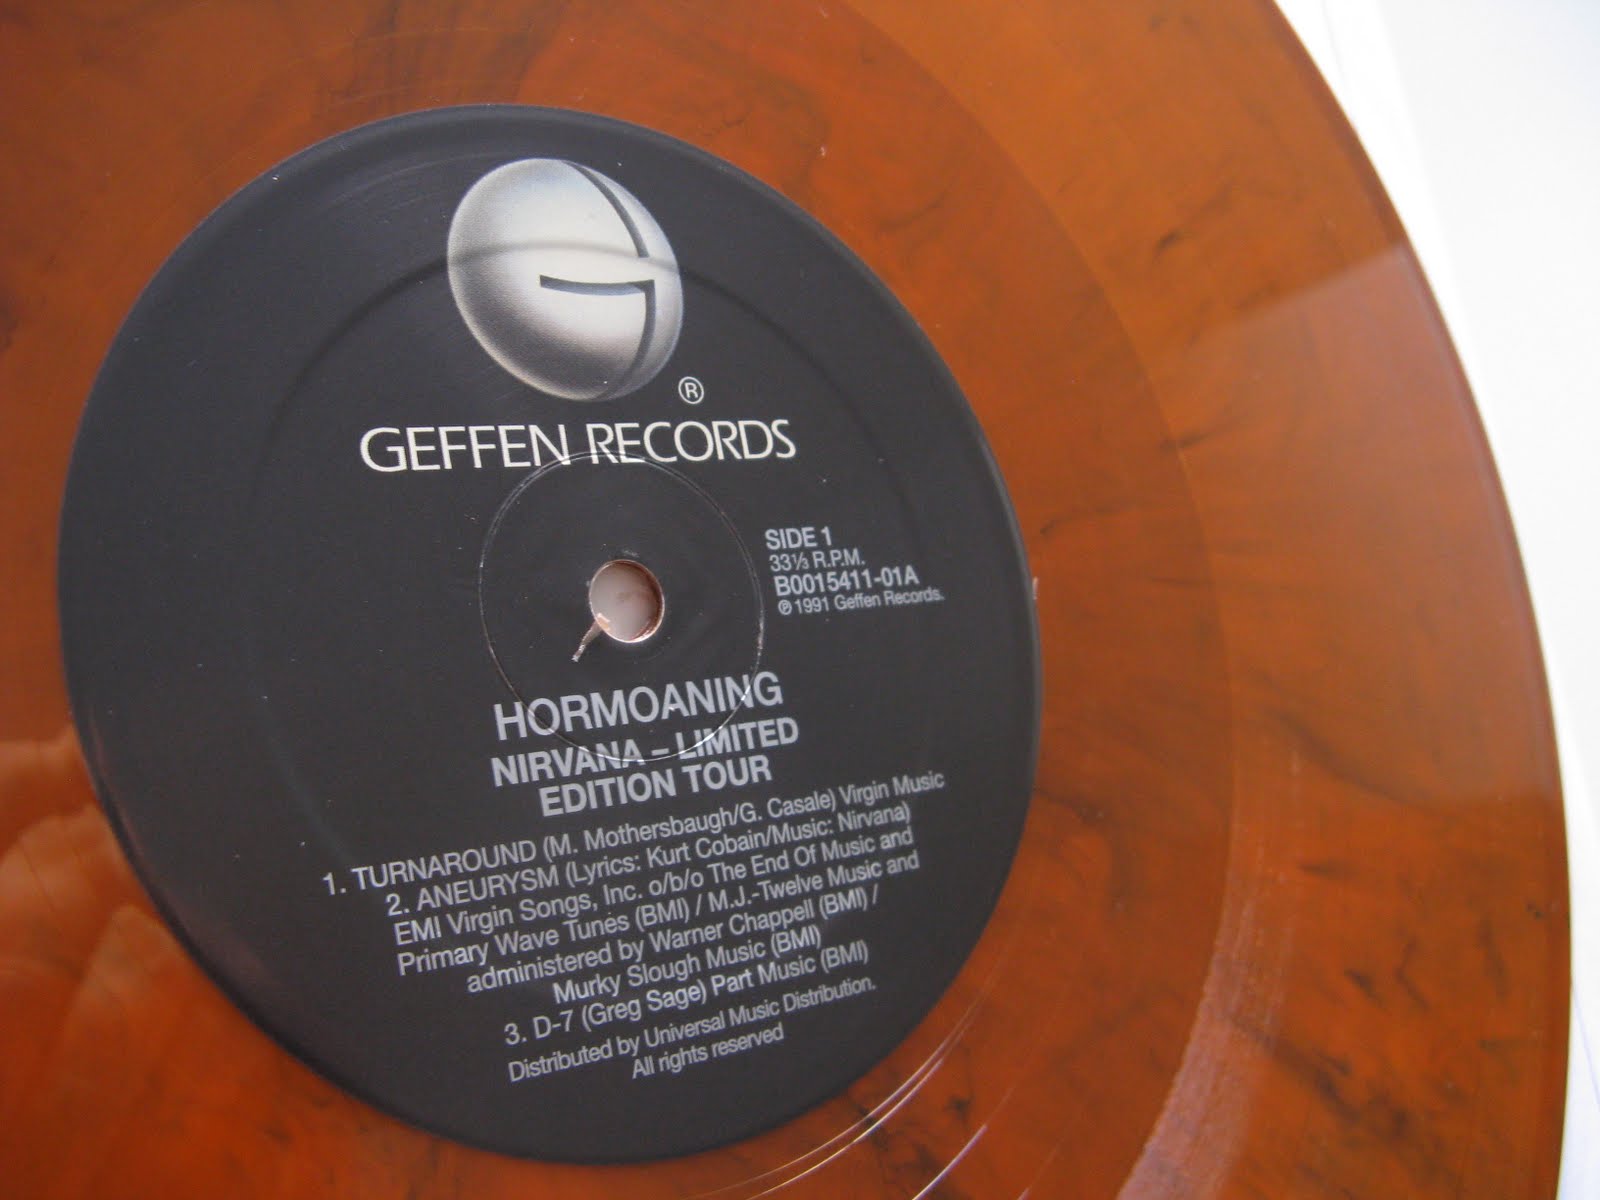 ®
GEFFEN RECORDS
SIDE 1
33⅓ R.P.M.
B0015411-01A
℗ 1991 Geffen Records.
HORMOANING
NIRVANA – LIMITED
EDITION TOUR
1. TURNAROUND (M. Mothersbaugh/G. Casale) Virgin Music
2. ANEURYSM (Lyrics: Kurt Cobain/Music: Nirvana)
EMI Virgin Songs, Inc. o/b/o The End Of Music and
Primary Wave Tunes (BMI) / M.J.-Twelve Music and
administered by Warner Chappell (BMI) /
Murky Slough Music (BMI)
3. D-7 (Greg Sage) Part Music (BMI)
Distributed by Universal Music Distribution.
All rights reserved